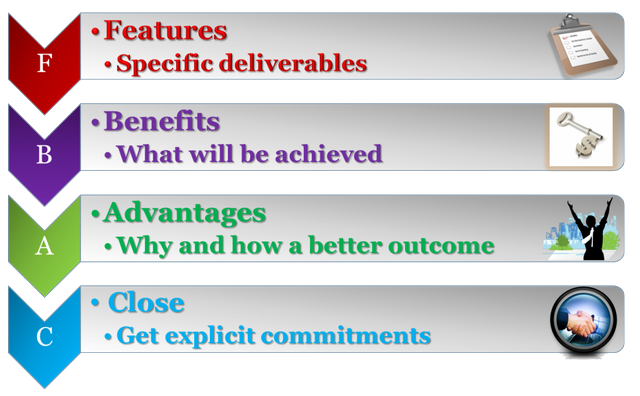 F
•Features
•Specific deliverables
B
•Benefits
•What will be achieved
A
•Advantages
•Why and how a better outcome
C
• Close
•Get explicit commitments